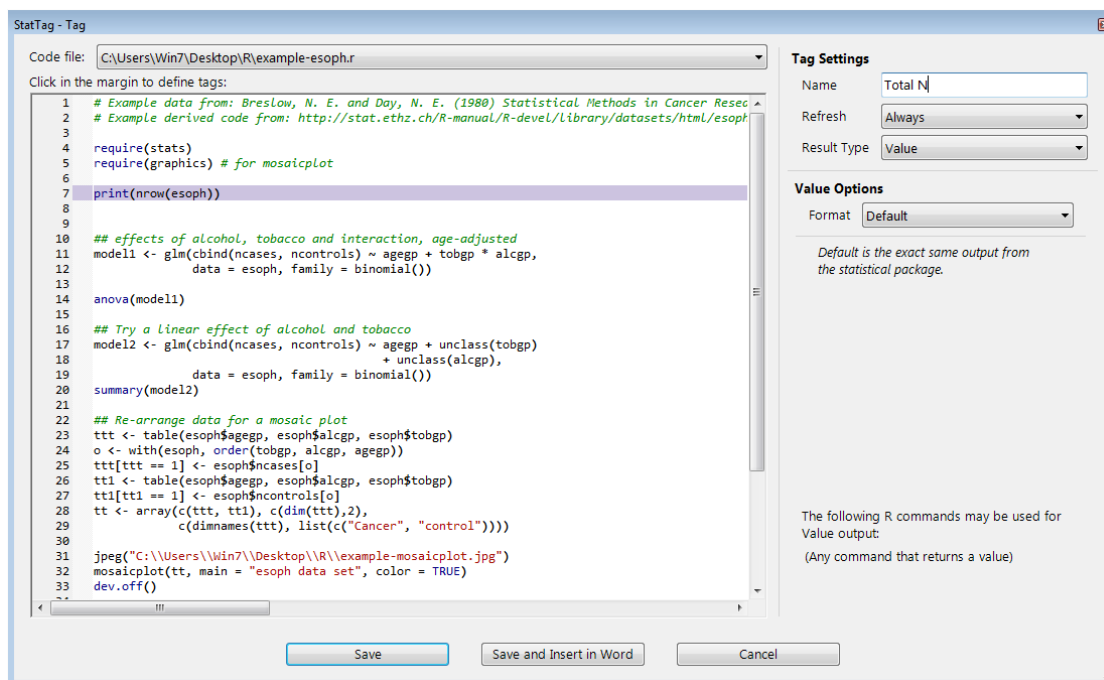 StatTag - Tag
Code file: C:\Users\Win7\Desktop\R\example-esoph.r
Click in the margin to define tags:
1 # Example data from: Breslow, N. E. and Day, N. E. (1980) Statistical Methods in Cancer Resea
2 # Example derived code from: http://stat.ethz.ch/R-manual/R-devel/library/datasets/html/esoph
3
4 require(stats)
5 require(graphics) # for mosaicplot
6
7 print(nrow(esoph))
8
9
10 ## effects of alcohol, tobacco and interaction, age-adjusted
11 model1 <- glm(cbind(ncases, ncontrols) ~ agegp + tobgp * alcgp,
12 data = esoph, family = binomial())
13
14 anova(model1)
15
16 ## Try a linear effect of alcohol and tobacco
17 model2 <- glm(cbind(ncases, ncontrols) ~ agegp + unclass(tobgp)
18 + unclass(alcgp),
19 data = esoph, family = binomial())
20 summary(model2)
21
22 ## Re-arrange data for a mosaic plot
23 ttt <- table(esoph$agegp, esoph$alcgp, esoph$tobgp)
24 o <- with(esoph, order(tobgp, alcgp, agegp))
25 ttt[ttt == 1] <- esoph$ncases[o]
26 tt1 <- table(esoph$agegp, esoph$alcgp, esoph$tobgp)
27 tt1[tt1 == 1] <- esoph$ncontrols[o]
28 tt <- array(c(ttt, tt1), c(dim(ttt),2),
29 c(dimnames(ttt), list(c("Cancer", "control"))))
30
31 jpeg("C:\\Users\\Win7\\Desktop\\R\\example-mosaicplot.jpg")
32 mosaicplot(tt, main = "esoph data set", color = TRUE)
33 dev.off()
Tag Settings
Name Total N
Refresh Always
Result Type Value
Value Options
Format Default
Default is the exact same output from
the statistical package.
The following R commands may be used for
Value output:
(Any command that returns a value)
Save
Save and Insert in Word
Cancel